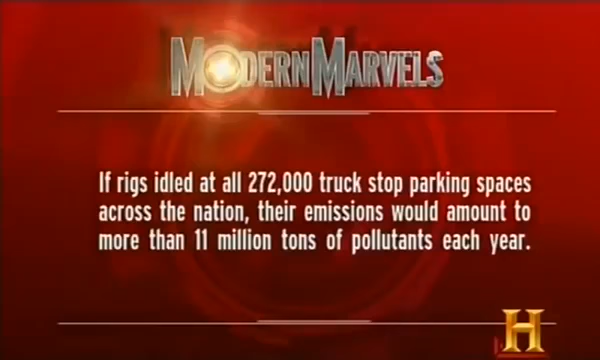 MODERN MARVELS
If rigs idled at all 272,000 truck stop parking spaces
across the nation, their emissions would amount to
more than 11 million tons of pollutants each year.
H